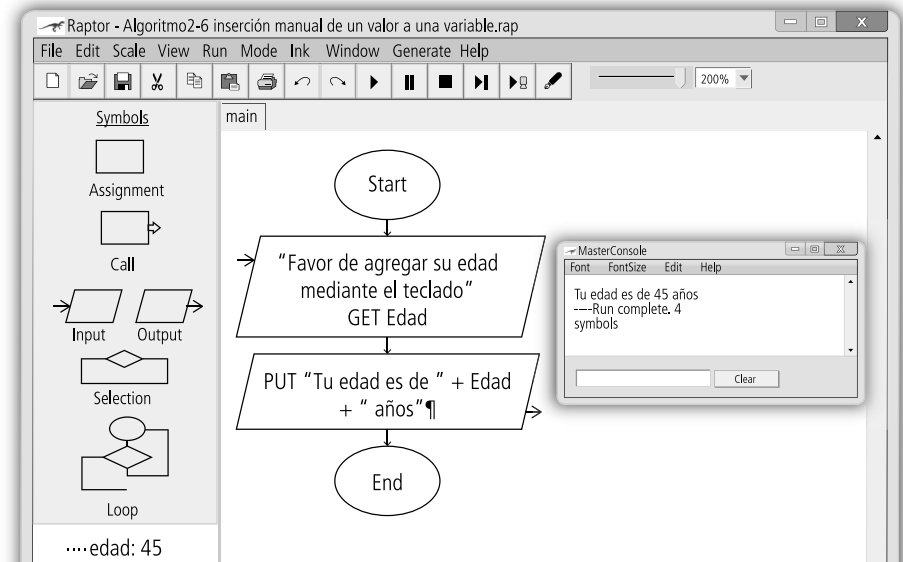 Raptor - Algoritmo2-6 inserción manual de un valor a una variable.rap
File Edit Scale View Run Mode Ink Window Generate Help
200%
Symbols
Assignment
Call
Input Output
Selection
Loop
edad: 45
main
Start
“Favor de agregar su edad
mediante el teclado”
GET Edad
PUT “Tu edad es de ” + Edad
+ “ años”¶
End
MasterConsole
Font FontSize Edit Help
Tu edad es de 45 años
----Run complete. 4
symbols
Clear